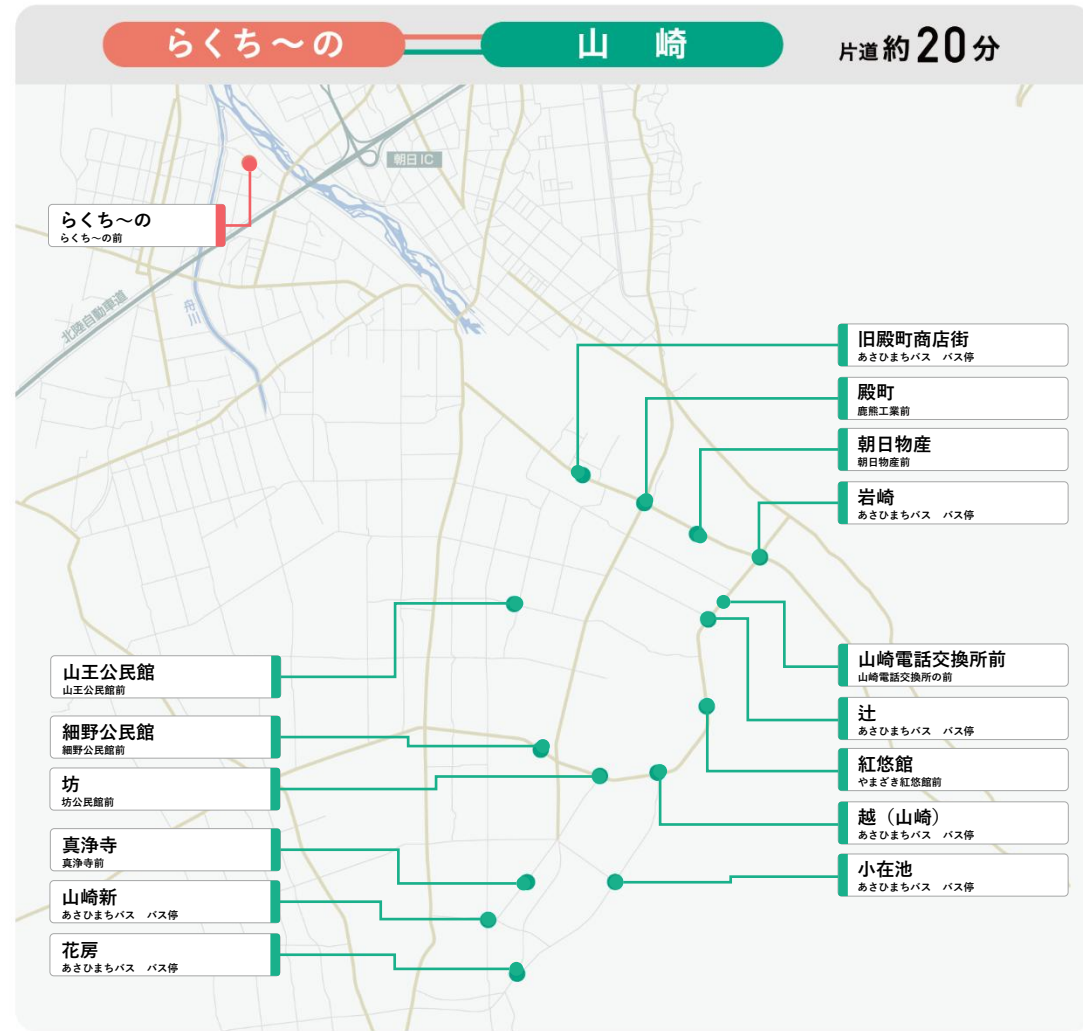 らくち～の
山崎
片道約20分
朝日IC
らくち～の
らくち～の前
北陸自動車道
舟川
旧殿町商店街
あさひまちバス バス停
殿町
鹿熊工業前
朝日物産
朝日物産前
岩崎
あさひまちバス バス停
山崎電話交換所前
山崎電話交換所の前
辻
あさひまちバス バス停
紅悠館
やまざき紅悠館前
越（山崎）
あさひまちバス バス停
小在池
あさひまちバス バス停
山王公民館
山王公民館前
細野公民館
細野公民館前
坊
坊公民館前
真浄寺
真浄寺前
山崎新
あさひまちバス バス停
花房
あさひまちバス バス停